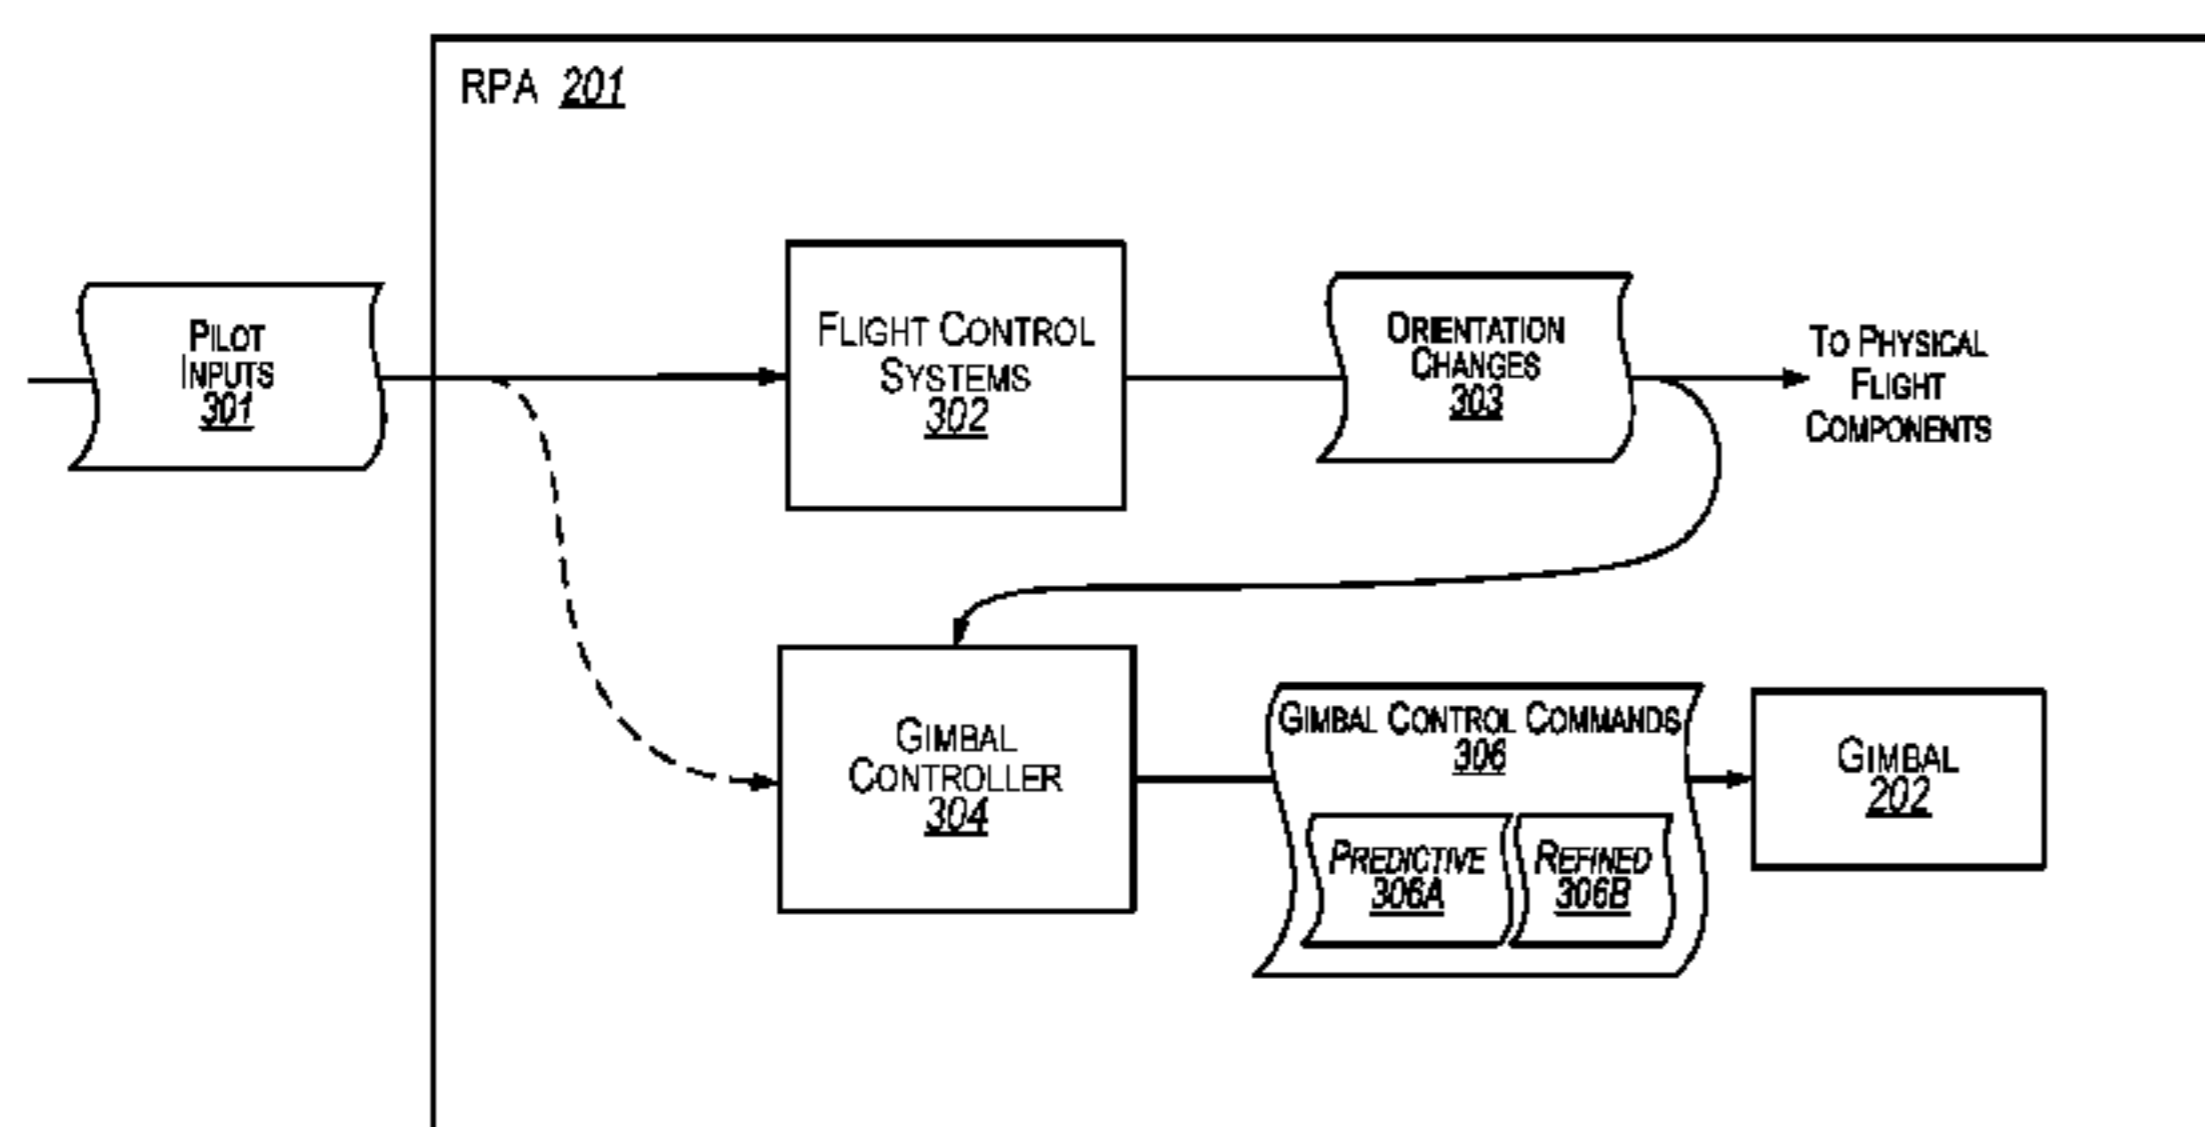 RPA 201
PILOT
INPUTS
301
FLIGHT CONTROL
SYSTEMS
302
ORIENTATION
CHANGES
303
TO PHYSICAL
FLIGHT
COMPONENTS
GIMBAL
CONTROLLER
304
GIMBAL CONTROL COMMANDS
306
PREDICTIVE
306A
REFINED
306B
GIMBAL
202